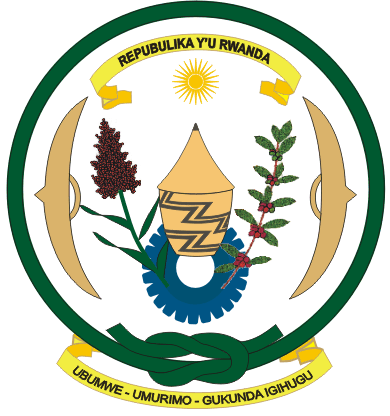 REPUBULIKA Y'U RWANDA
UBUMWE - UMURIMO - GUKUNDA IGIHUGU